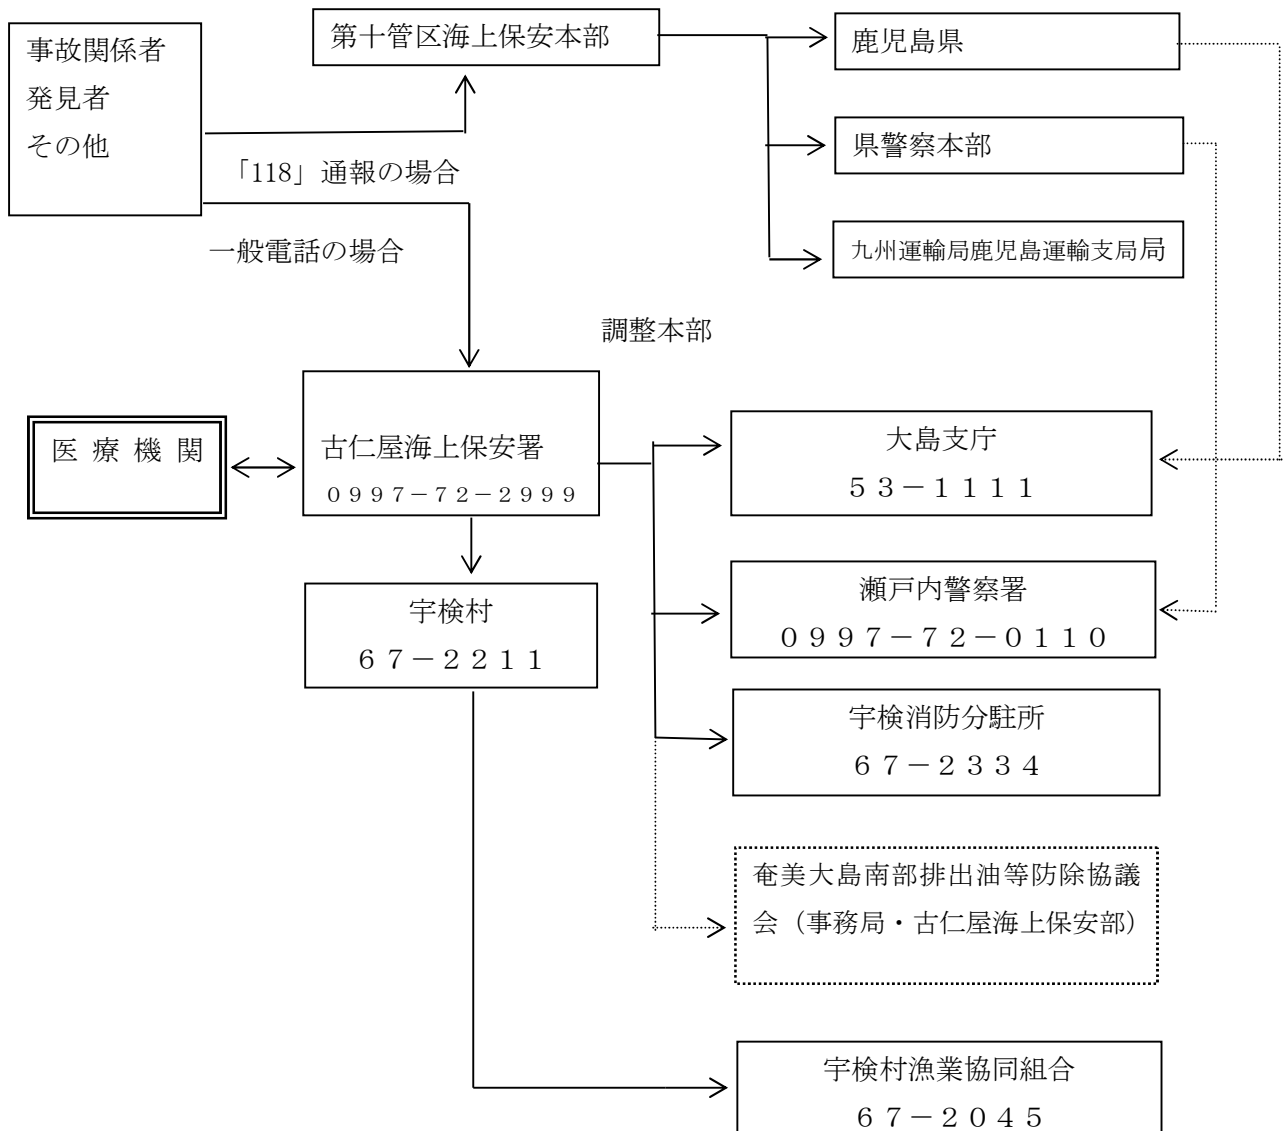 事故関係者
発見者
その他
第十管区海上保安本部
鹿児島県
県警察本部
九州運輸局鹿児島運輸支局局
「118」通報の場合
一般電話の場合
調整本部
医 療 機 関
古仁屋海上保安署
0997-72-2999
大島支庁
53-1111
瀬戸内警察署
0997-72-0110
宇検村
67-2211
宇検消防分駐所
67-2334
奄美大島南部排出油等防除協議
会（事務局・古仁屋海上保安部）
宇検村漁業協同組合
67-2045